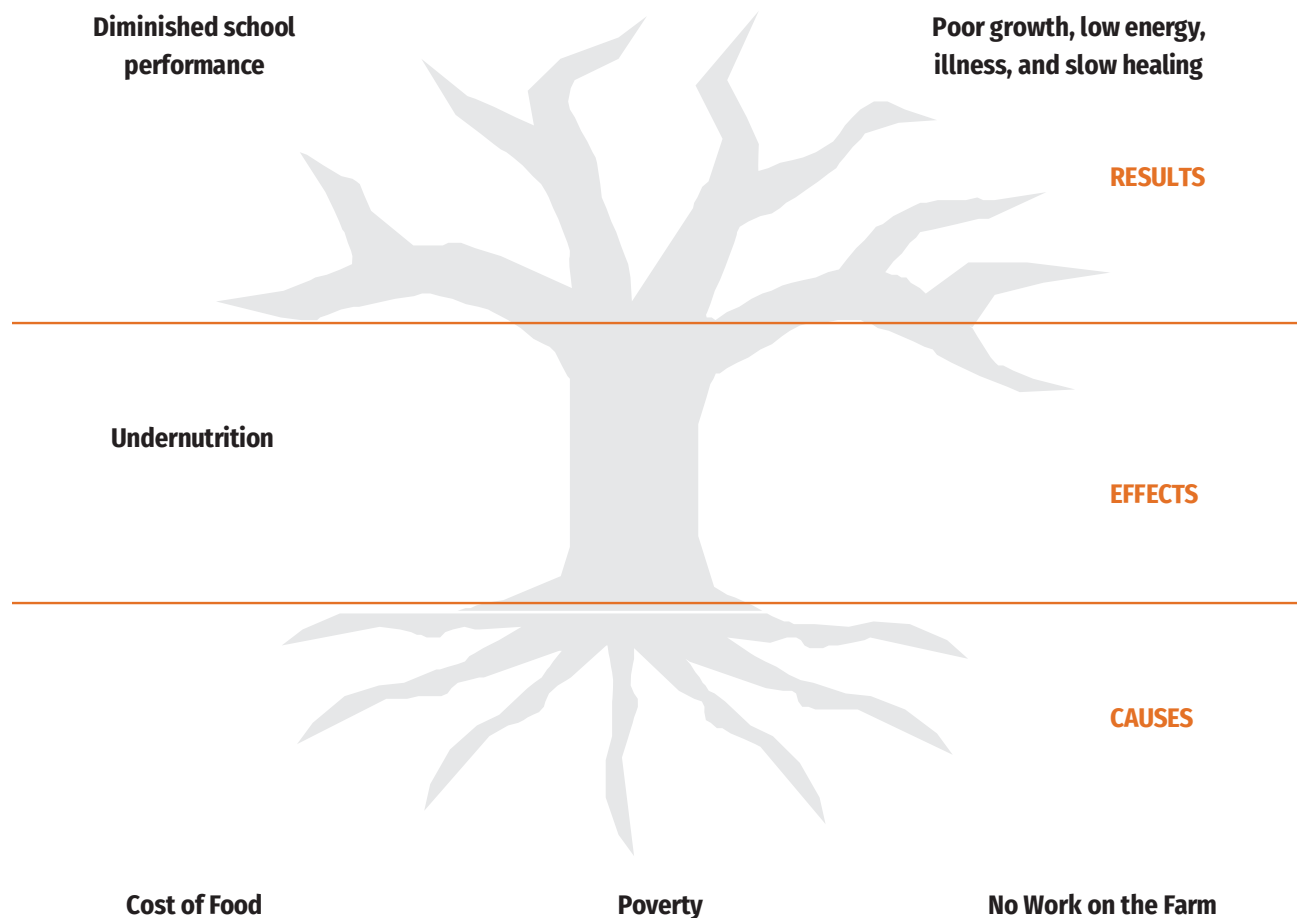 Diminished school
performance
Poor growth, low energy,
illness, and slow healing
RESULTS
Undernutrition
EFFECTS
CAUSES
Cost of Food
Poverty
No Work on the Farm